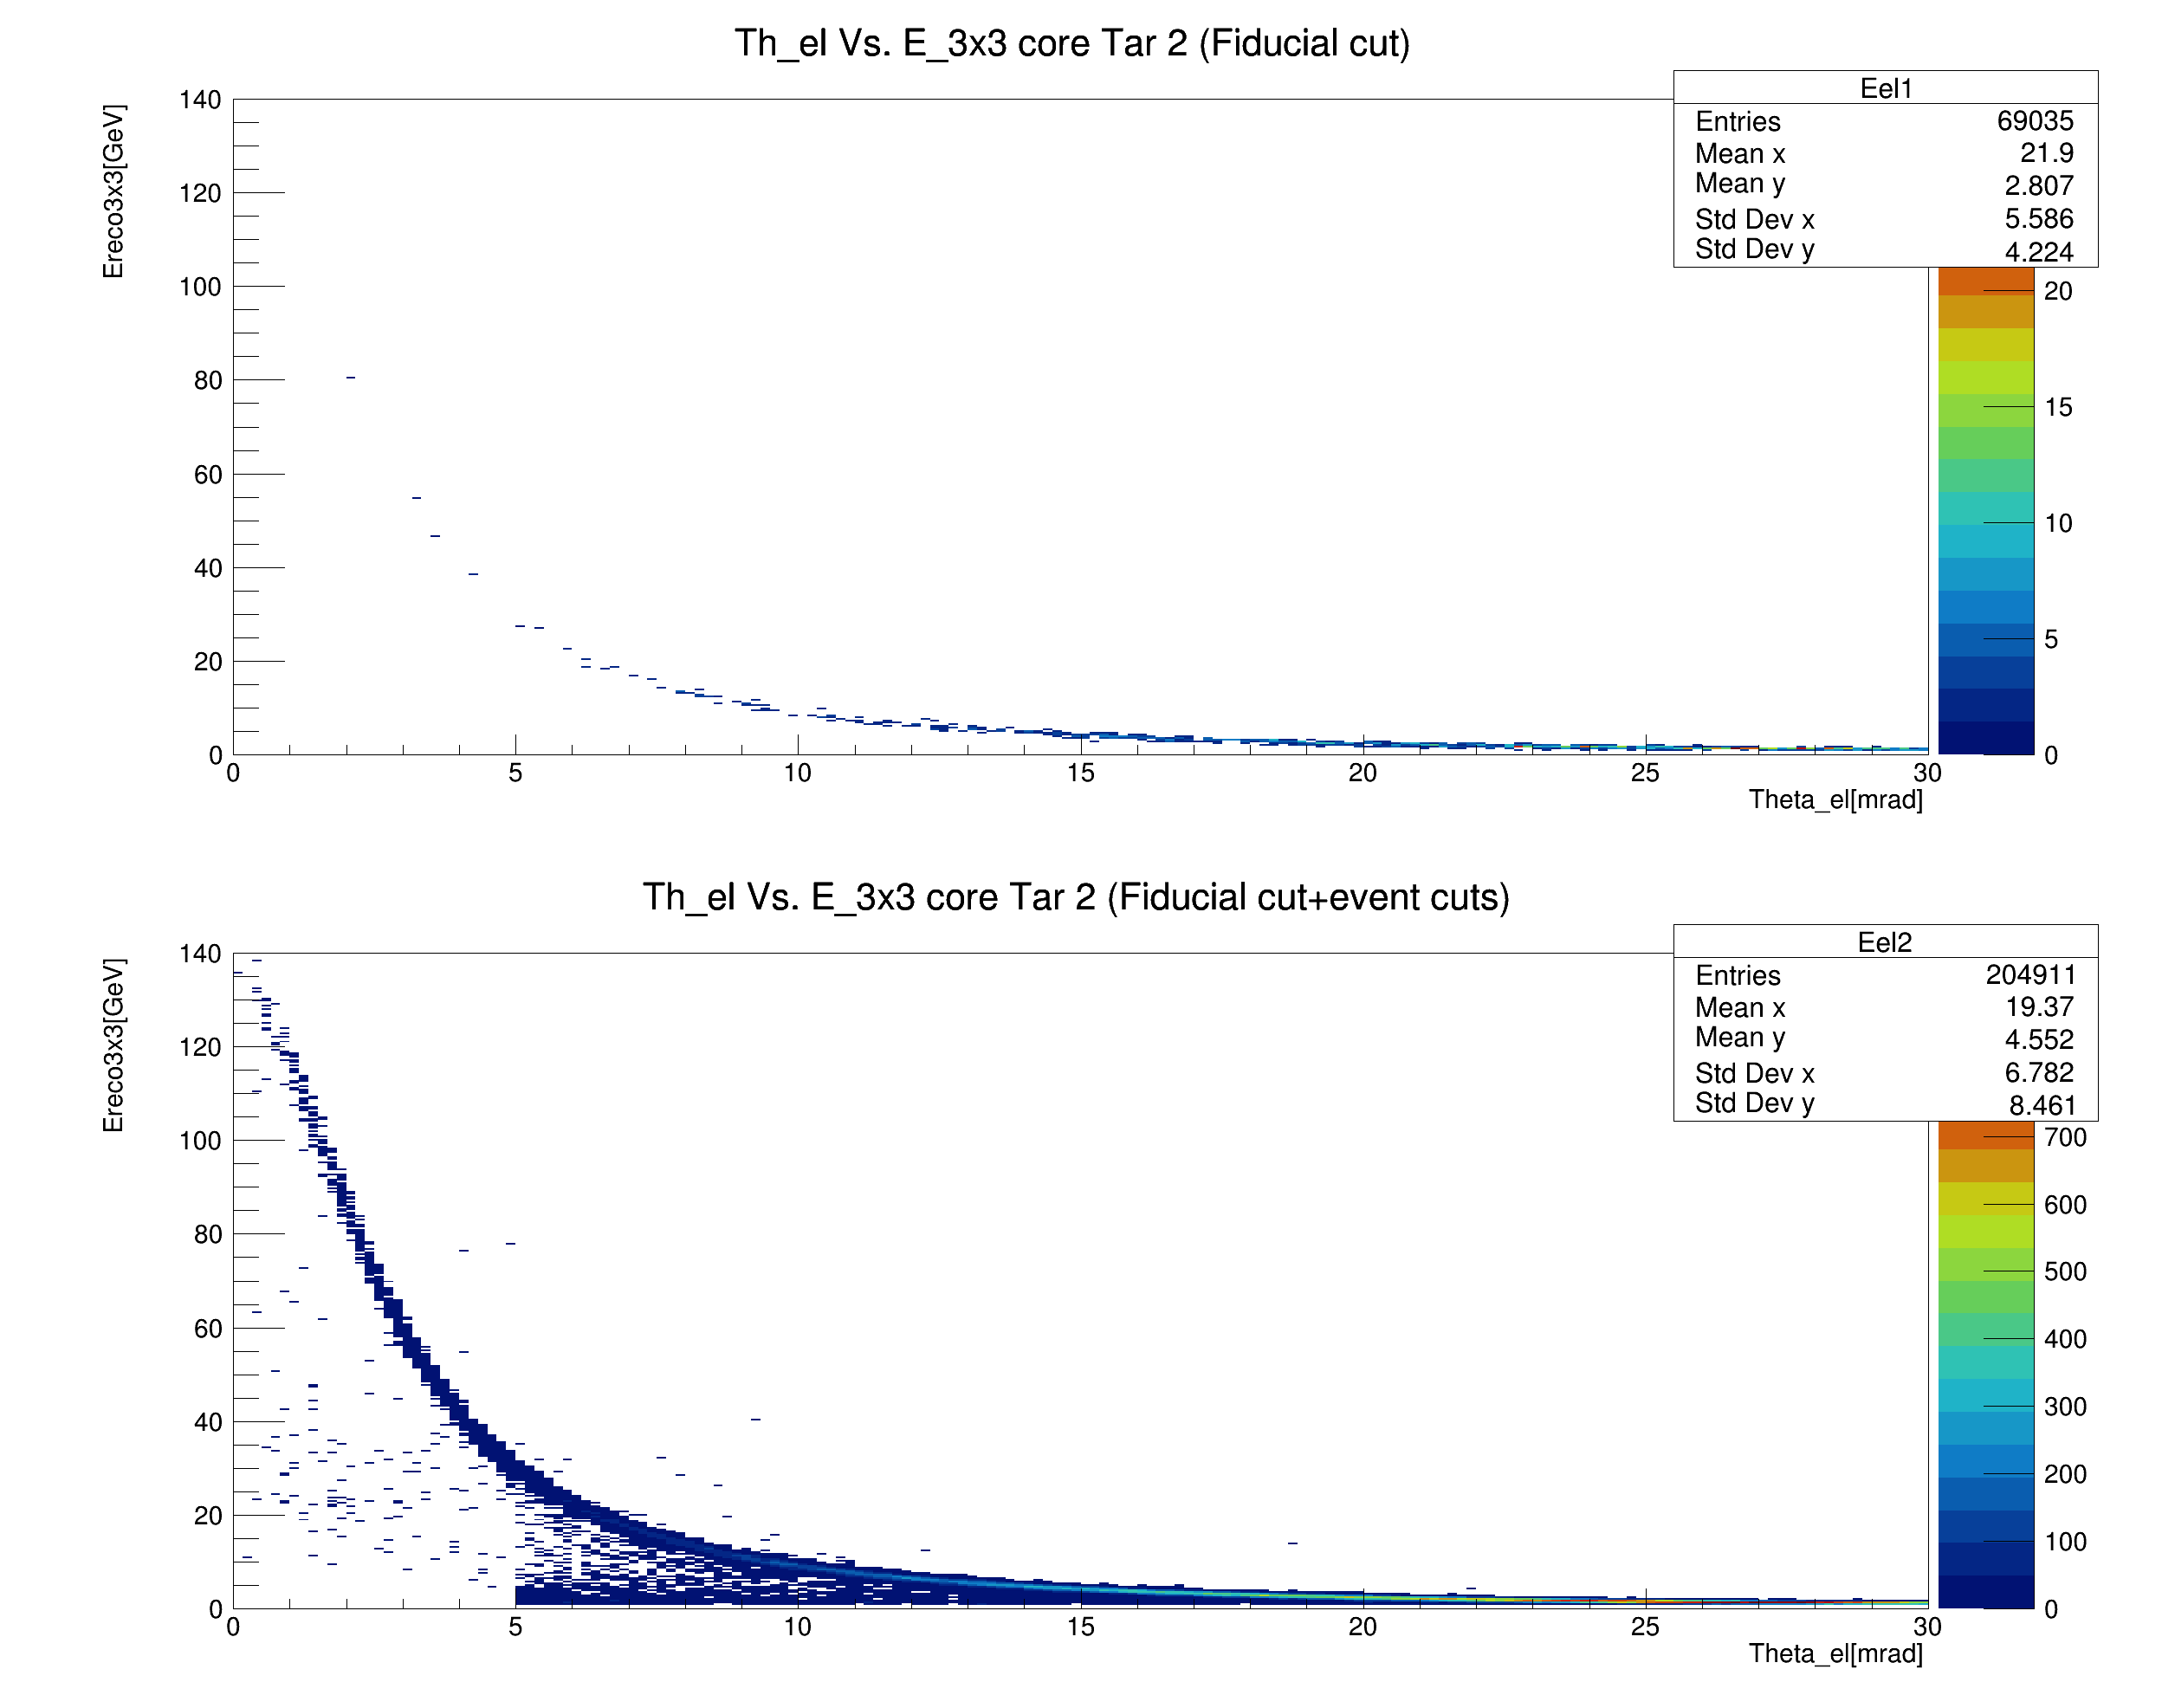 Th_el Vs. E_3x3 core Tar 2 (Fiducial cut)
Ereco3x3[GeV]
140
120
100
80
60
40
20
0
0 5 10 15 20 25 30
Theta_el[mrad]
Eel1
Entries 69035
Mean x 21.9
Mean y 2.807
Std Dev x 5.586
Std Dev y 4.224
20
15
10
5
0
Th_el Vs. E_3x3 core Tar 2 (Fiducial cut+event cuts)
Ereco3x3[GeV]
140
120
100
80
60
40
20
0
0 5 10 15 20 25 30
Theta_el[mrad]
Eel2
Entries 204911
Mean x 19.37
Mean y 4.552
Std Dev x 6.782
Std Dev y 8.461
700
600
500
400
300
200
100
0